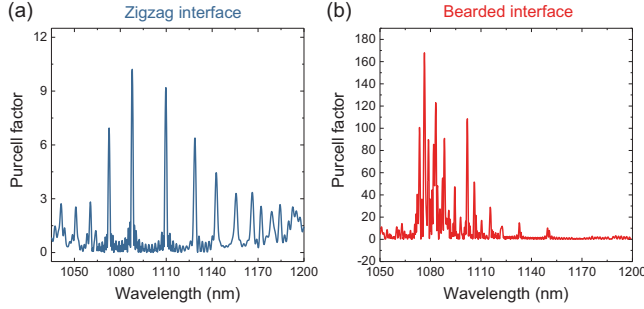 (a) Zigzag interface
12
9
6
3
0
Purcell factor
1050 1080 1110 1140 1170 1200
Wavelength (nm)
(b) Bearded interface
180
160
140
120
100
80
60
40
20
0
-20
Purcell factor
1050 1080 1110 1140 1170 1200
Wavelength (nm)